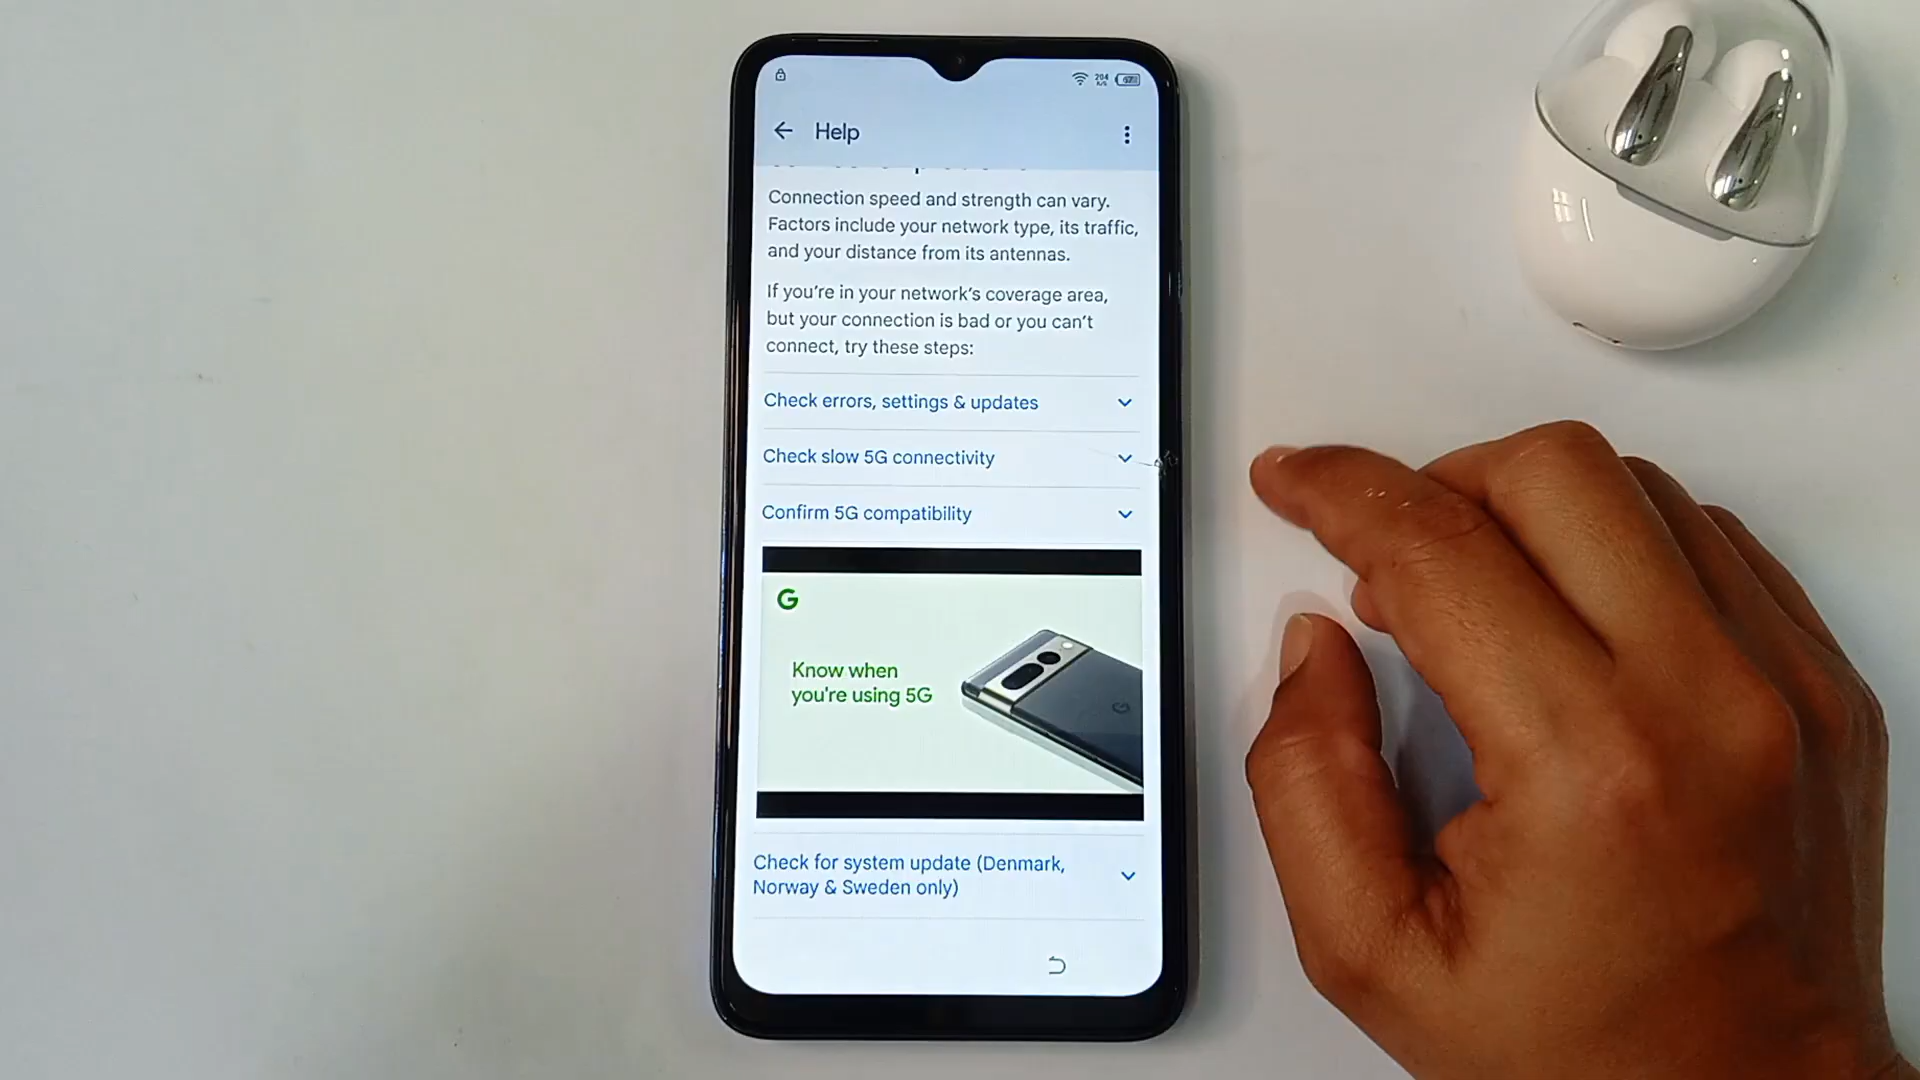 204
K/S
Help
Connection speed and strength can vary.
Factors include your network type, its traffic,
and your distance from its antennas.
If you're in your network's coverage area,
but your connection is bad or you can't
connect, try these steps:
Check errors, settings & updates
Check slow 5G connectivity
Confirm 5G compatibility
G
Know when
you're using 5G
Check for system update (Denmark,
Norway & Sweden only)